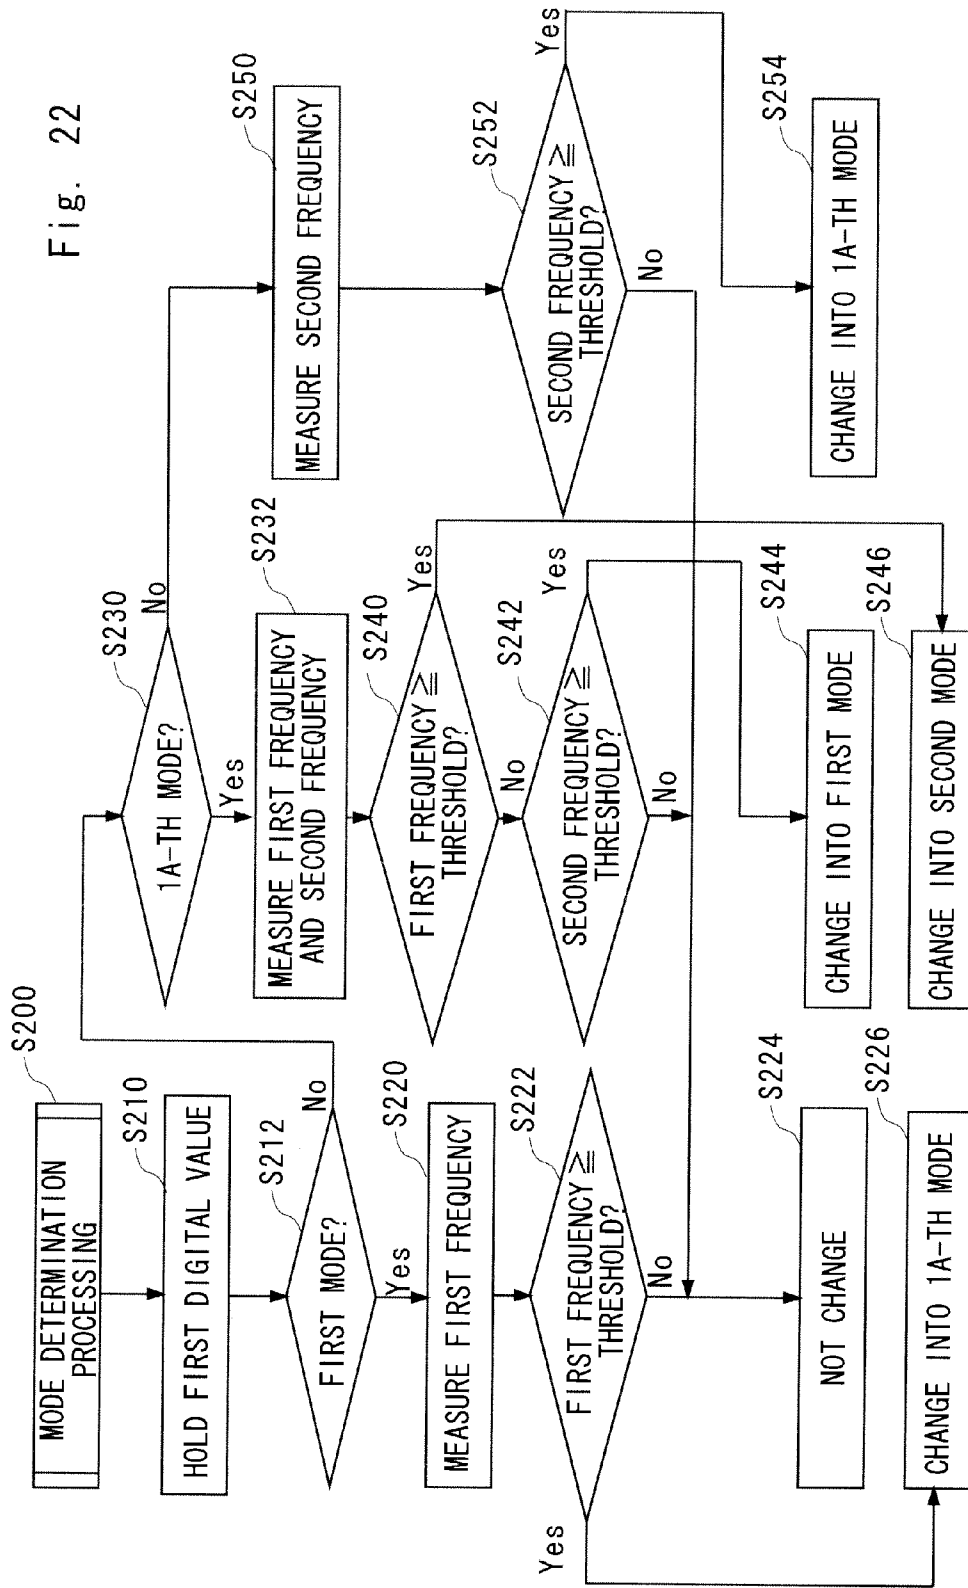 Fig. 22
S200
MODE DETERMINATION
PROCESSING
S210
HOLD FIRST DIGITAL VALUE
S212
FIRST MODE?
No
Yes
S220
MEASURE FIRST FREQUENCY
S222
FIRST FREQUENCY≧
THRESHOLD?
Yes
No
S224
NOT CHANGE
S226
CHANGE INTO 1A-TH MODE
S230
1A-TH MODE?
No
Yes
S232
MEASURE FIRST FREQUENCY
AND SECOND FREQUENCY
S240
FIRST FREQUENCY≧
THRESHOLD?
Yes
No
S242
SECOND FREQUENCY≧
THRESHOLD?
Yes
No
S244
CHANGE INTO FIRST MODE
S246
CHANGE INTO SECOND MODE
S250
MEASURE SECOND FREQUENCY
S252
SECOND FREQUENCY≧
THRESHOLD?
Yes
No
S254
CHANGE INTO 1A-TH MODE